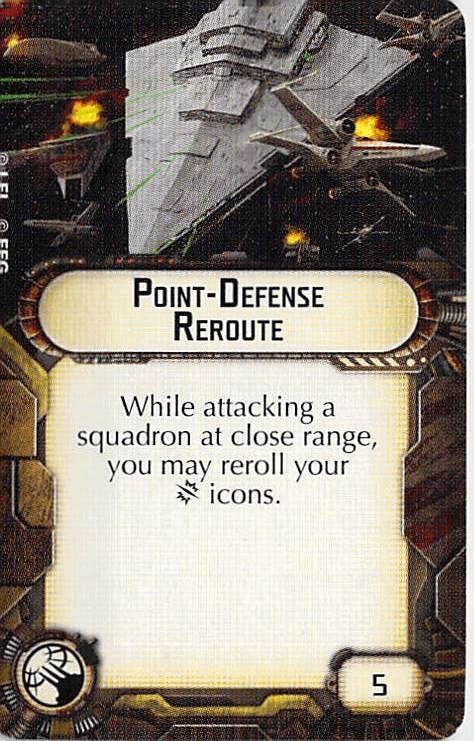 © LFL © FFG
POINT-DEFENSE
REROUTE
While attacking a
squadron at close range,
you may reroll your
icons.
5